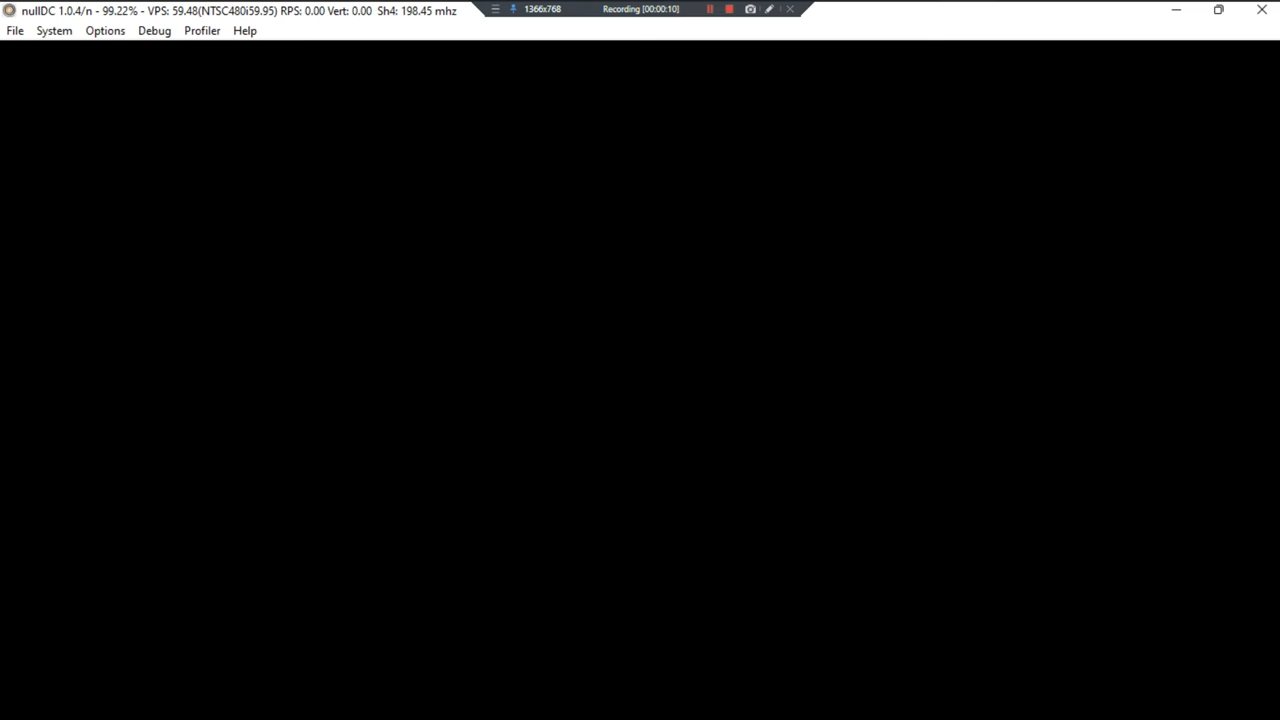 nullDC 1.0.4/n - 99.22% - VPS: 59.48(NTSC480i59.95) RPS: 0.00 Vert: 0.00 Sh4: 198.45 mhz
1366x768
Recording [00:00:10]
File System Options Debug Profiler Help